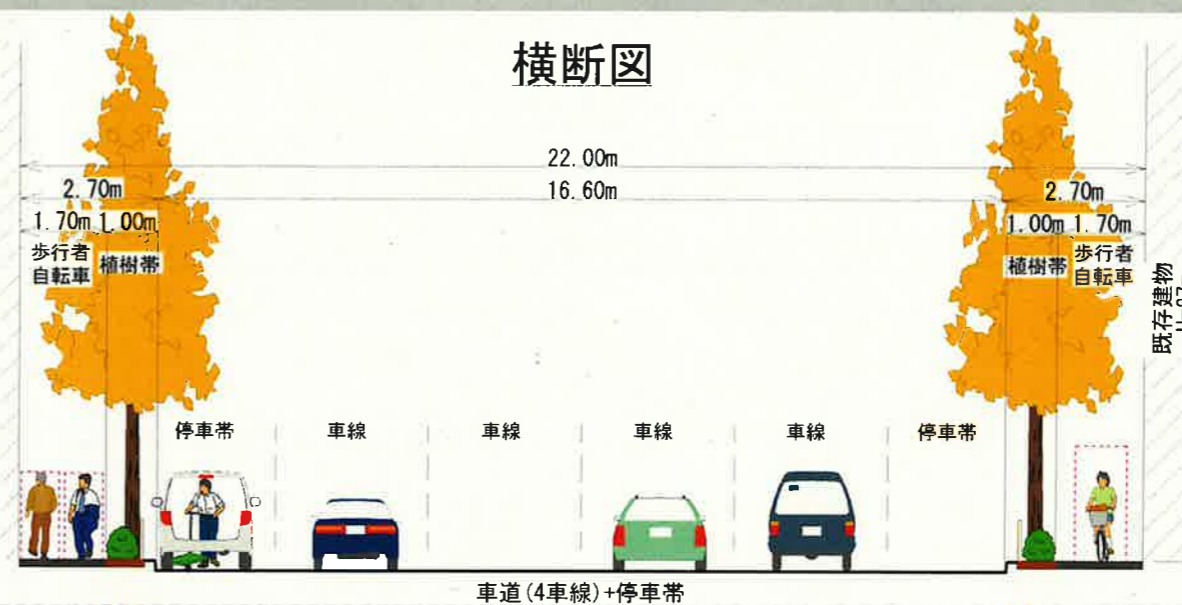 横断図
22.00m
2.70m 16.60m 2.70m
1.70m 1.00m 1.00m 1.70m
歩行者
自転車
植樹帯
植樹帯
歩行者
自転車
既存建物
停車帯 車線 車線 車線 車線 停車帯
車道(4車線)+停車帯